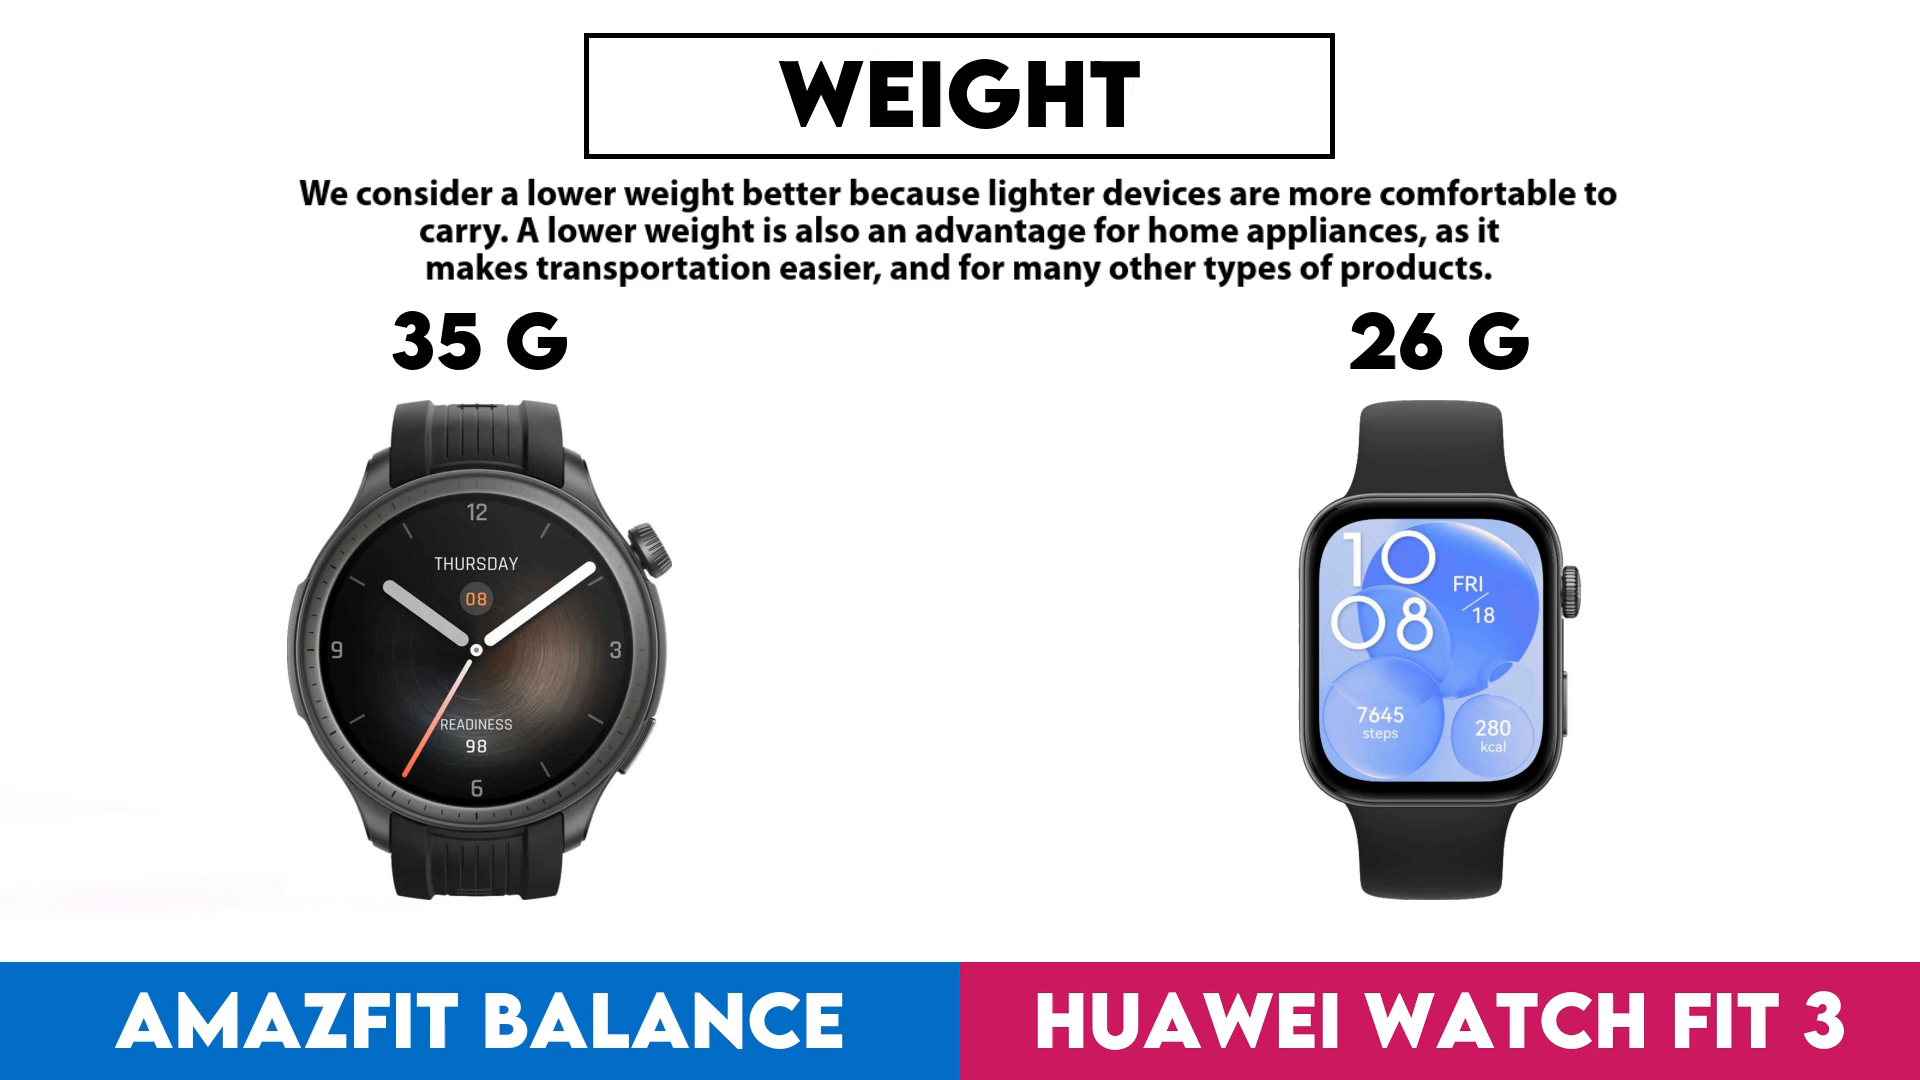 WEIGHT
We consider a lower weight better because lighter devices are more comfortable to
carry. A lower weight is also an advantage for home appliances, as it
makes transportation easier, and for many other types of products.
35 G
26 G
12
THURSDAY
08
9
3
READINESS
98
6
10
08
FRI
18
7645
steps
280
kcal
AMAZFIT BALANCE
HUAWEI WATCH FIT 3